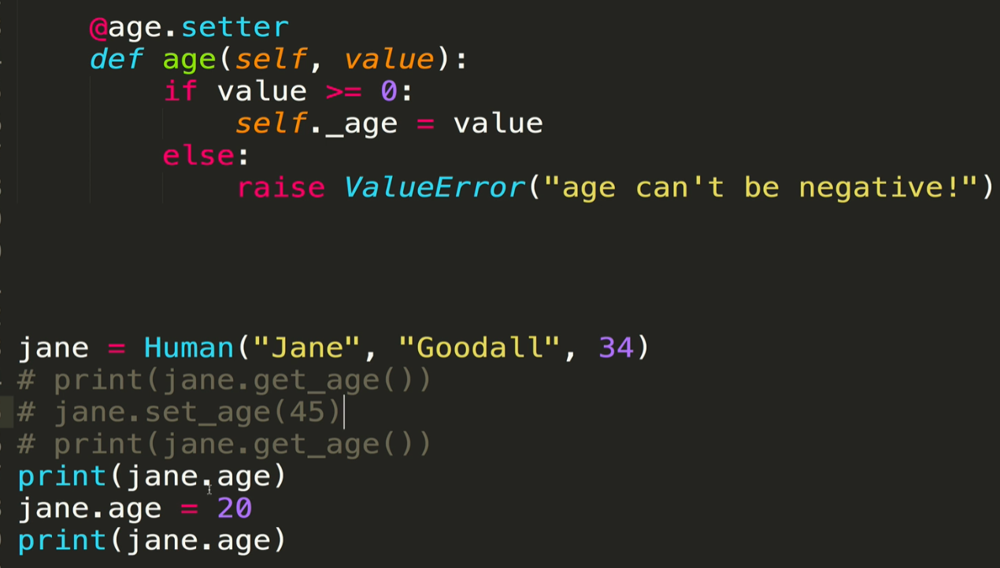 @age.setter
def age(self, value):
if value >= 0:
self._age = value
else:
raise ValueError("age can't be negative!")
jane = Human("Jane", "Goodall", 34)
# print(jane.get_age())
# jane.set_age(45)
# print(jane.get_age())
print(jane.age)
jane.age = 20
print(jane.age)